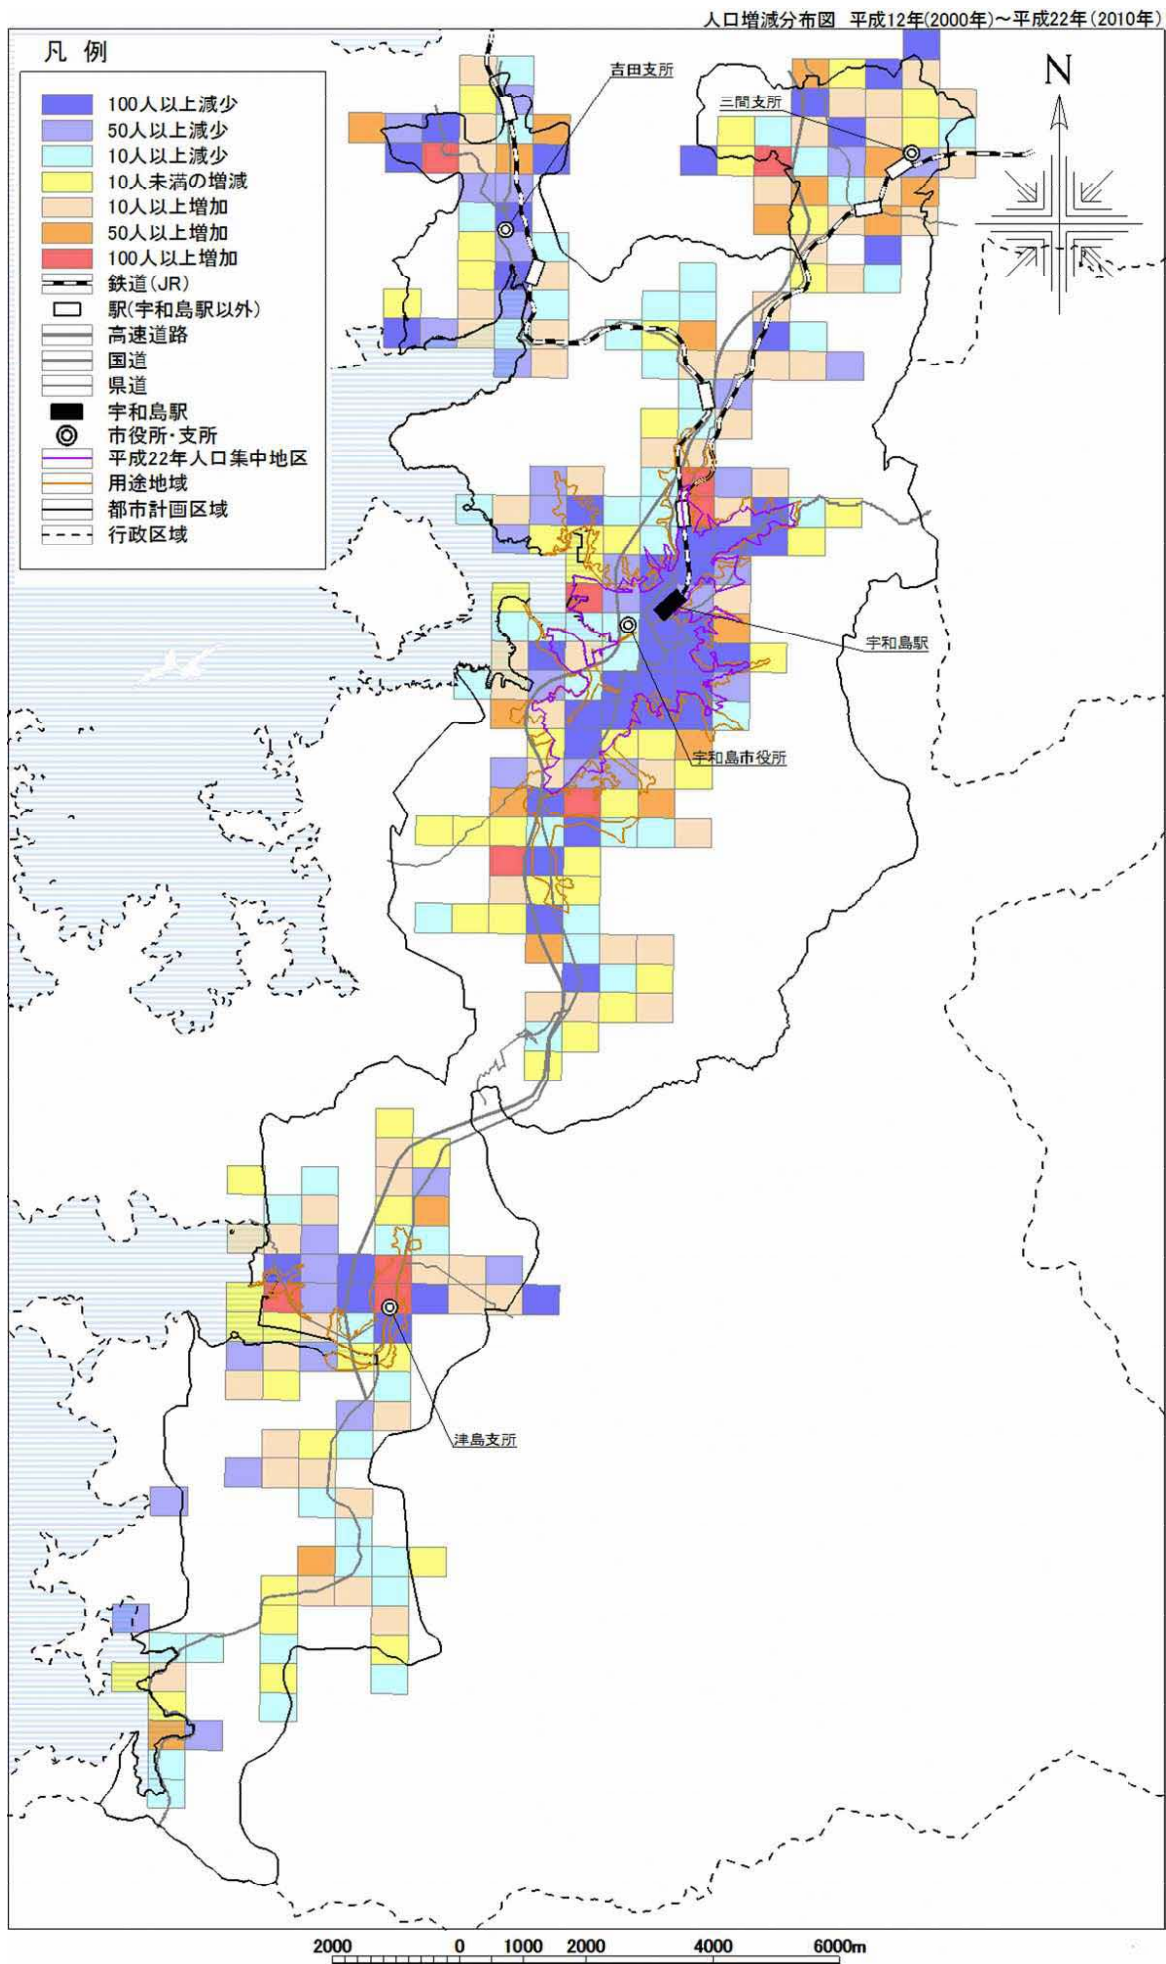 人口増減分布図 平成12年(2000年)～平成22年(2010年)
凡 例
100人以上減少
50人以上減少
10人以上減少
10人未満の増減
10人以上増加
50人以上増加
100人以上増加
鉄道(JR)
駅(宇和島駅以外)
高速道路
国道
県道
宇和島駅
市役所・支所
平成22年人口集中地区
用途地域
都市計画区域
行政区域
吉田支所
三間支所
N
宇和島駅
宇和島市役所
津島支所
2000 0 1000 2000 4000 6000m